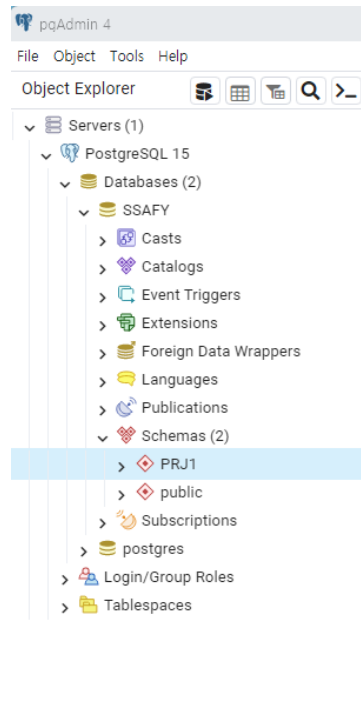 pgAdmin 4
File Object Tools Help
Object Explorer
Servers (1)
PostgreSQL 15
Databases (2)
SSAFY
Casts
Catalogs
Event Triggers
Extensions
Foreign Data Wrappers
Languages
Publications
Schemas (2)
PRJ1
public
Subscriptions
postgres
Login/Group Roles
Tablespaces